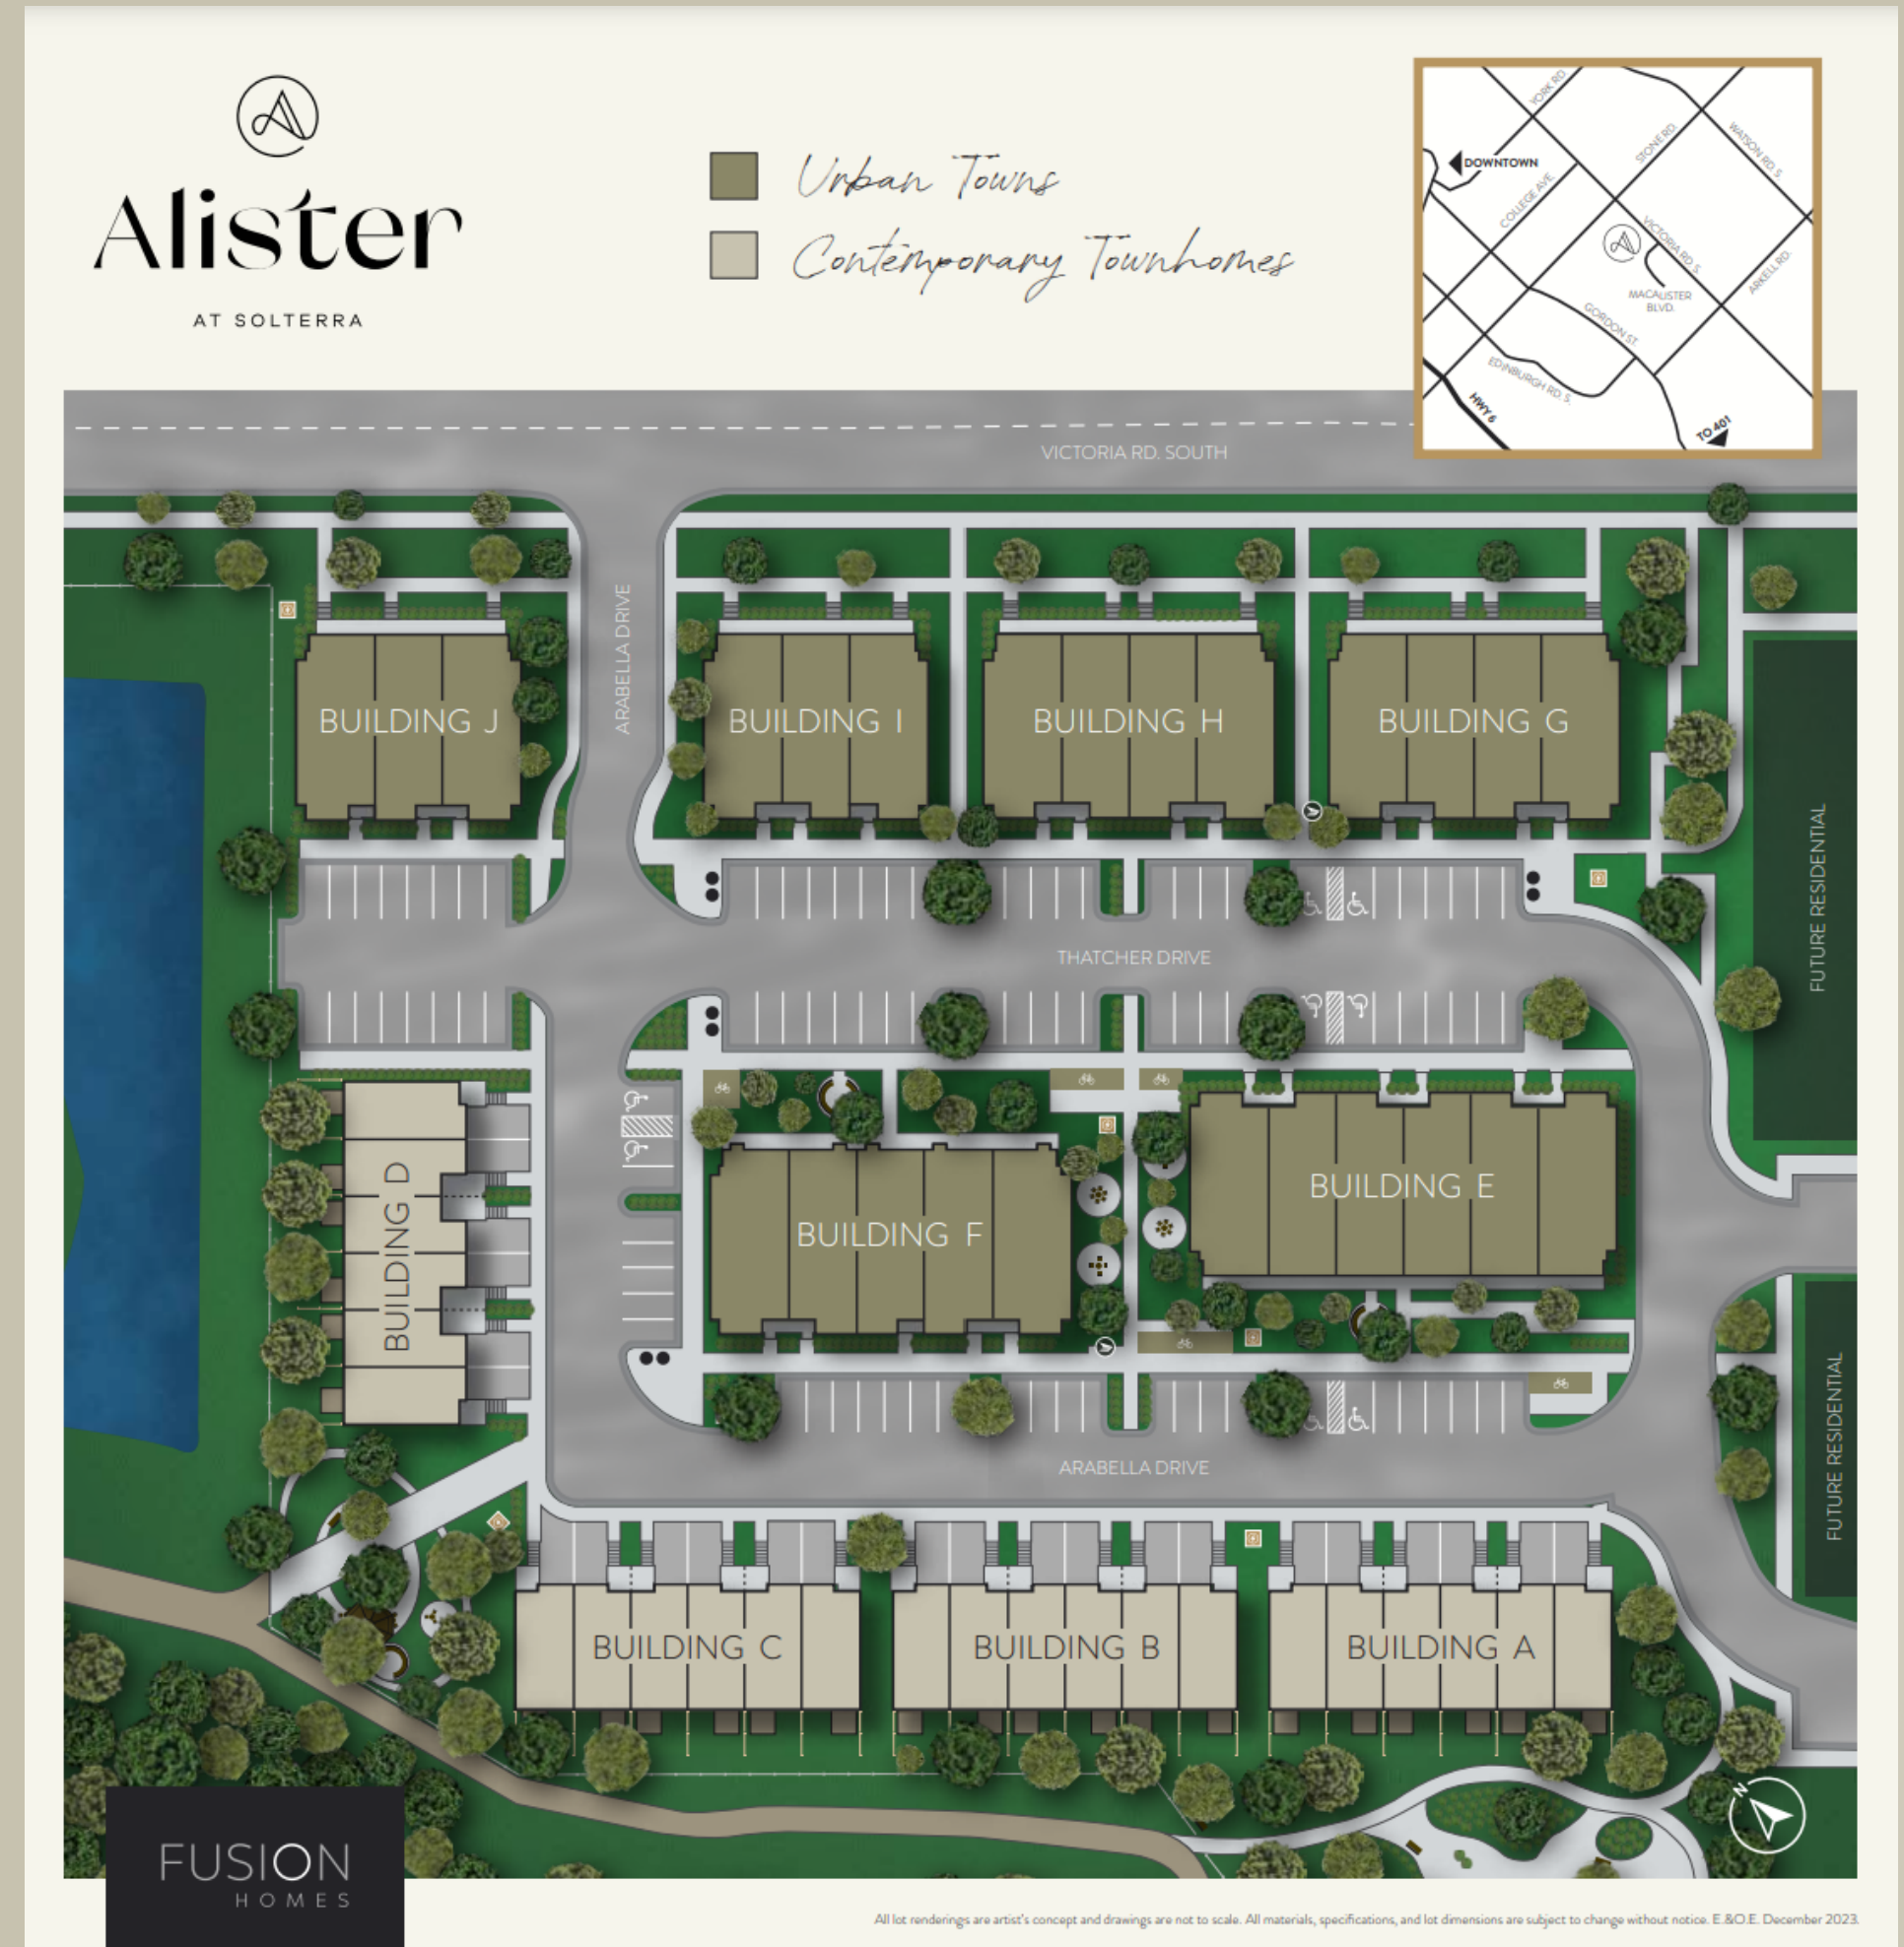 Alister
AT SOLTERRA
Urban Towns
Contemporary Townhomes
YORK RD.
WATSON RD. S.
STONE RD.
DOWNTOWN
COLLEGE AVE.
VICTORIA RD. S.
ARKELL RD.
MACALISTER
BLVD.
GORDON ST.
EDINBURGH RD. S.
HWY 6
TO 401
VICTORIA RD. SOUTH
ARABELLA DRIVE
BUILDING J
BUILDING I
BUILDING H
BUILDING G
FUTURE RESIDENTIAL
THATCHER DRIVE
BUILDING D
BUILDING F
BUILDING E
FUTURE RESIDENTIAL
ARABELLA DRIVE
BUILDING C
BUILDING B
BUILDING A
N
FUSION
HOMES
All lot renderings are artist's concept and drawings are not to scale. All materials, specifications, and lot dimensions are subject to change without notice. E.&O.E. December 2023.